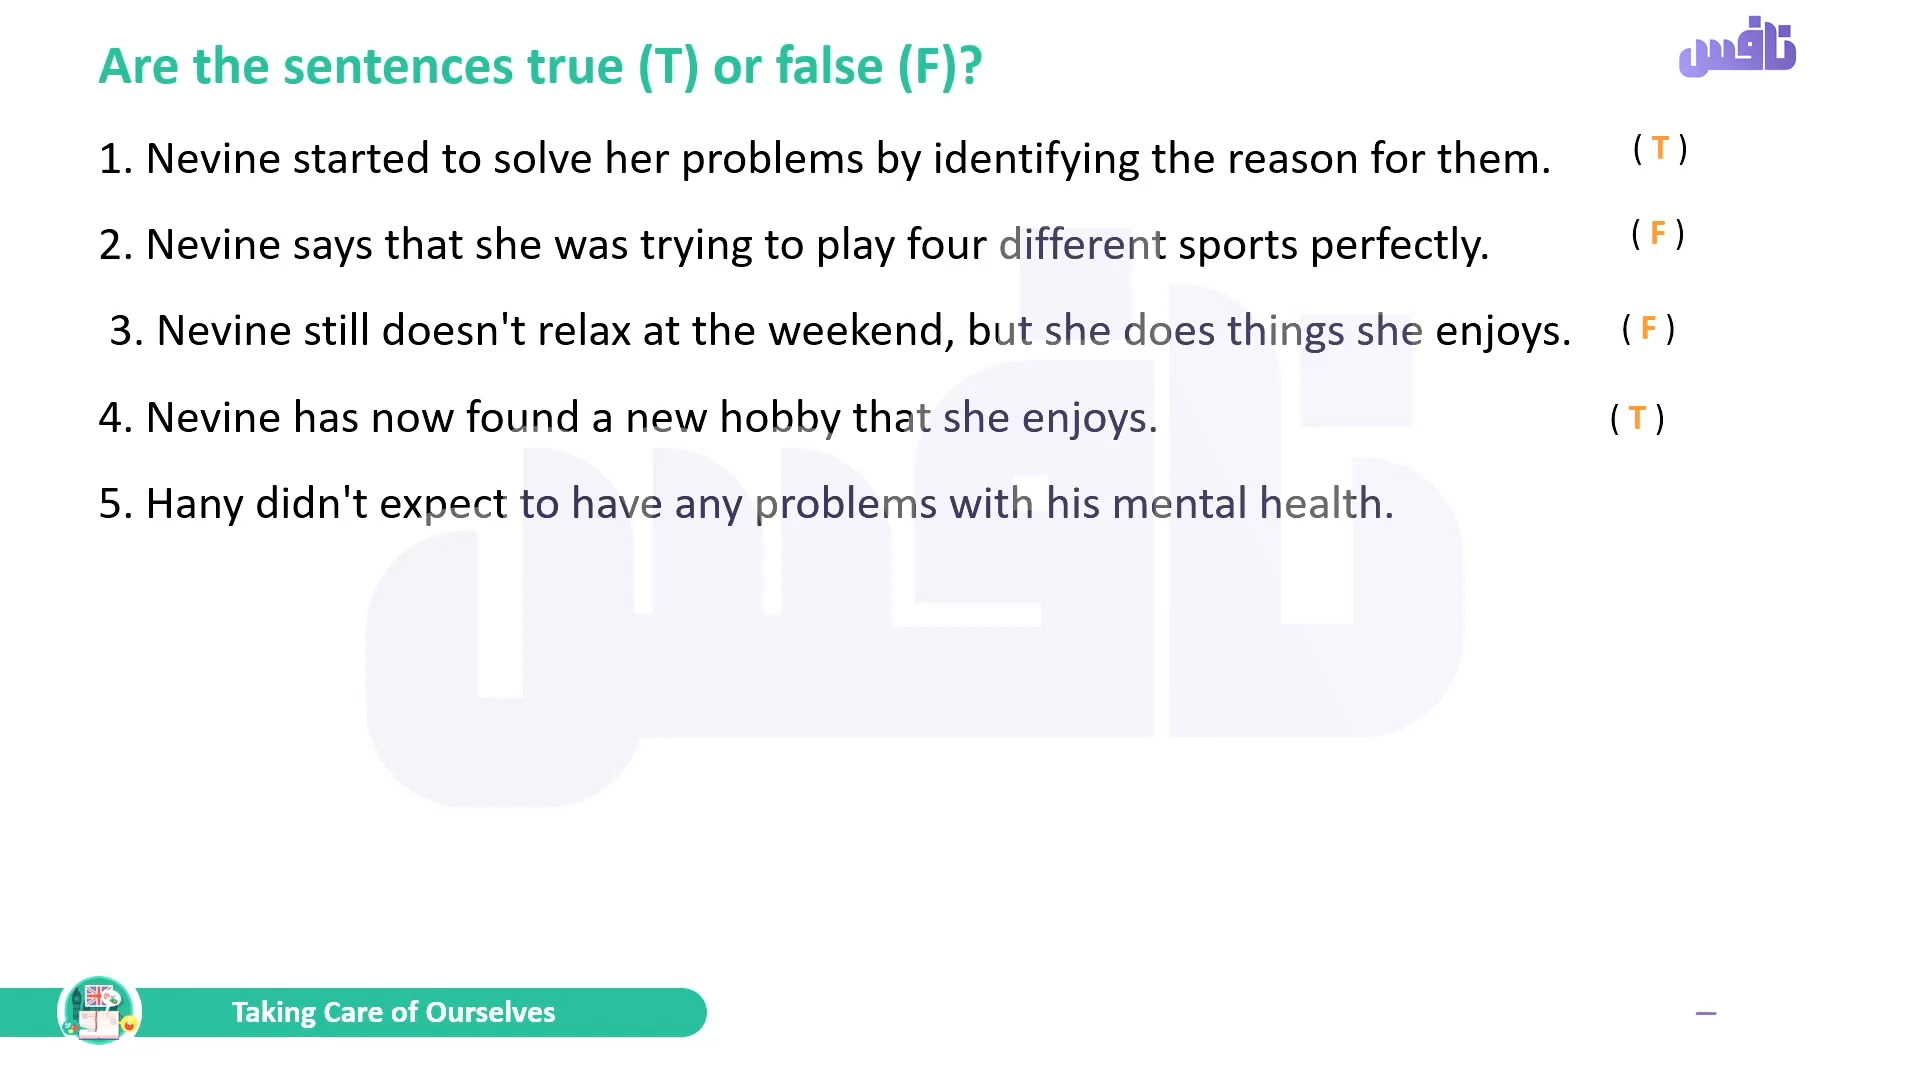 Are the sentences true (T) or false (F)?
نافس
1. Nevine started to solve her problems by identifying the reason for them. ( T )
2. Nevine says that she was trying to play four different sports perfectly. ( F )
3. Nevine still doesn't relax at the weekend, but she does things she enjoys. ( F )
4. Nevine has now found a new hobby that she enjoys. ( T )
5. Hany didn't expect to have any problems with his mental health.
نافس
Taking Care of Ourselves